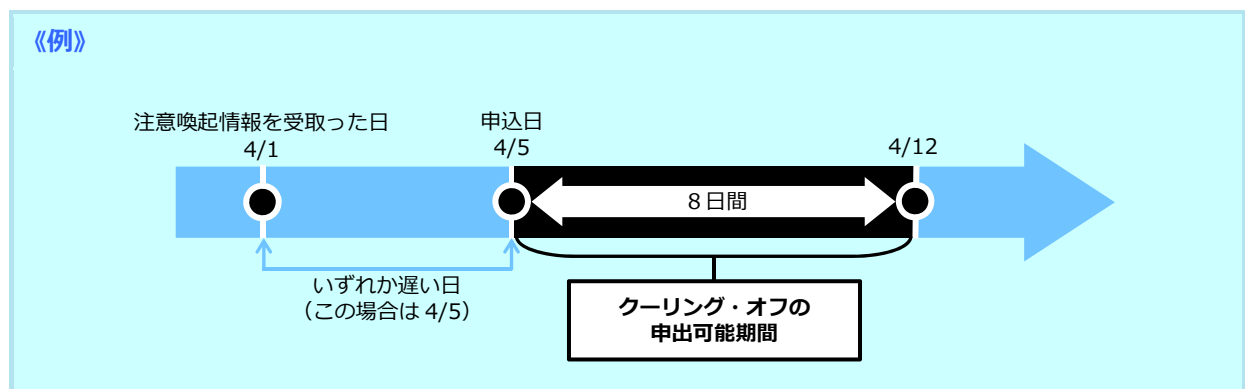 《例》
注意喚起情報を受取った日
4/1
申込日
4/5
4/12
8日間
いずれか遅い日
（この場合は 4/5）
クーリング・オフの
申出可能期間